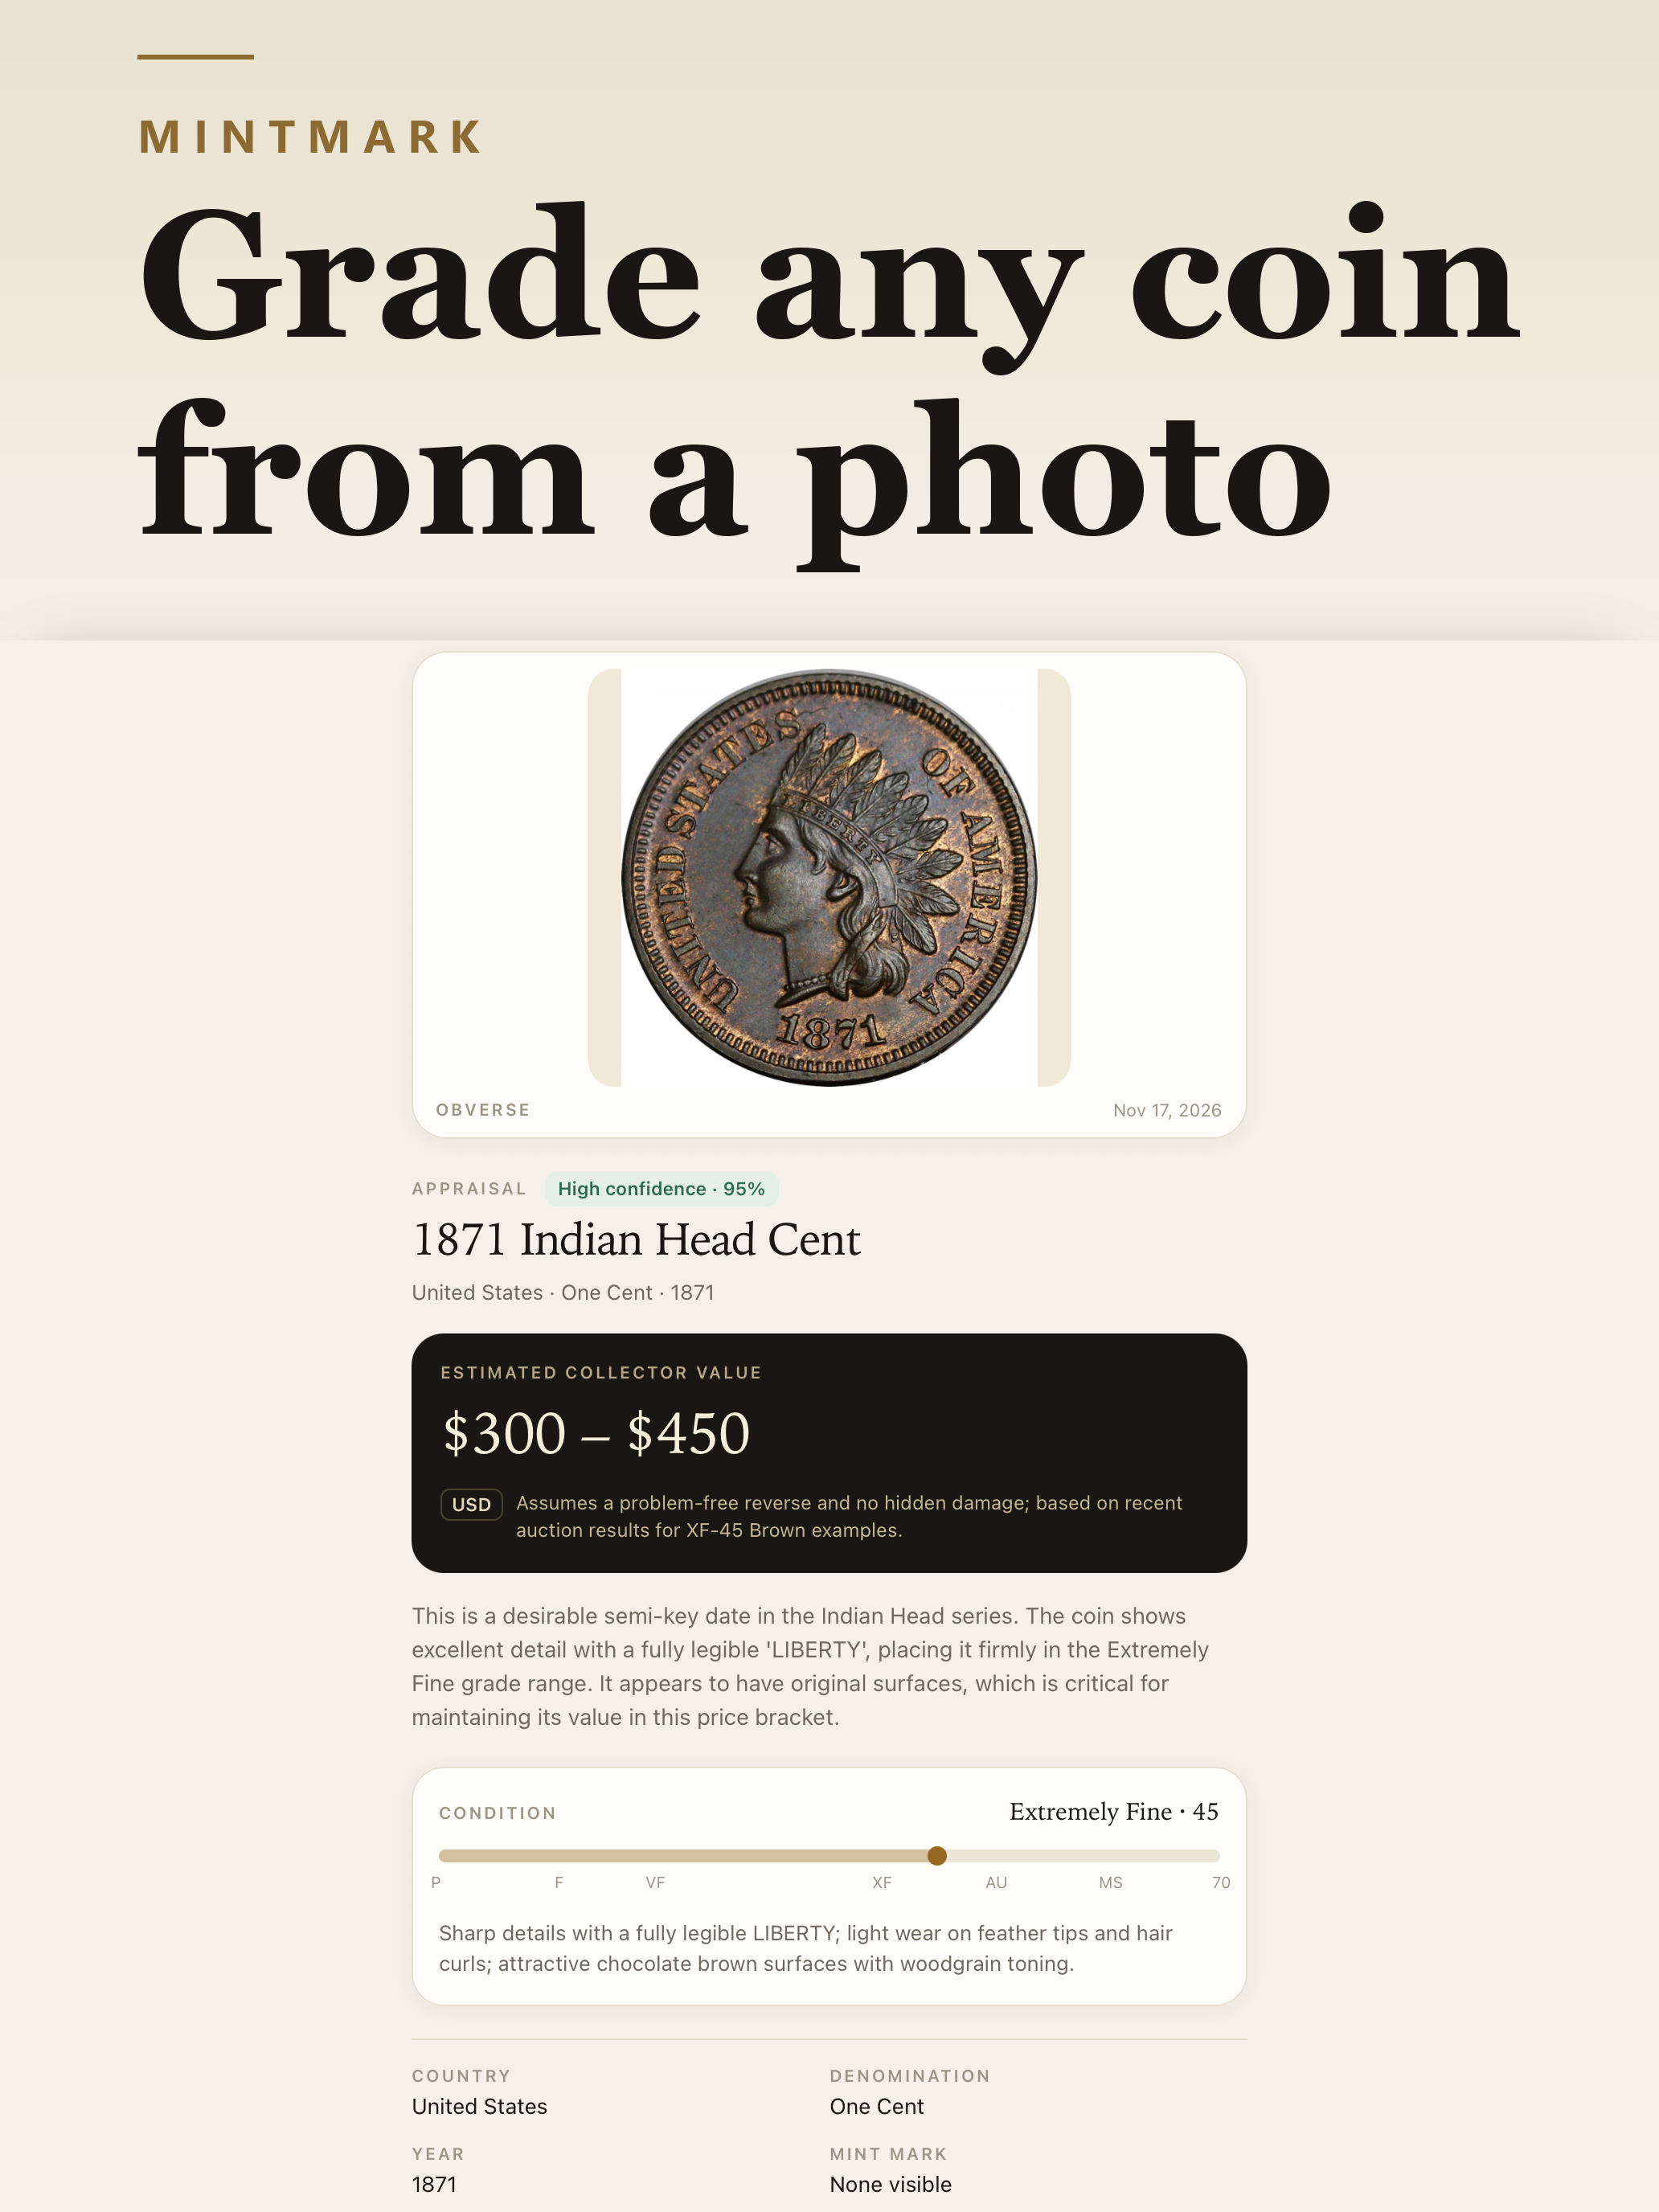 MINTMARK
Grade any coin
from a photo
UNITED STATES OF AMERICA
LIBERTY
1871
OBVERSE
Nov 17, 2026
APPRAISAL
High confidence · 95%
1871 Indian Head Cent
United States · One Cent · 1871
ESTIMATED COLLECTOR VALUE
$300 – $450
USD
Assumes a problem-free reverse and no hidden damage; based on recent
auction results for XF-45 Brown examples.
This is a desirable semi-key date in the Indian Head series. The coin shows
excellent detail with a fully legible 'LIBERTY', placing it firmly in the Extremely
Fine grade range. It appears to have original surfaces, which is critical for
maintaining its value in this price bracket.
CONDITION
Extremely Fine · 45
P F VF XF AU MS 70
Sharp details with a fully legible LIBERTY; light wear on feather tips and hair
curls; attractive chocolate brown surfaces with woodgrain toning.
COUNTRY
United States
DENOMINATION
One Cent
YEAR
1871
MINT MARK
None visible